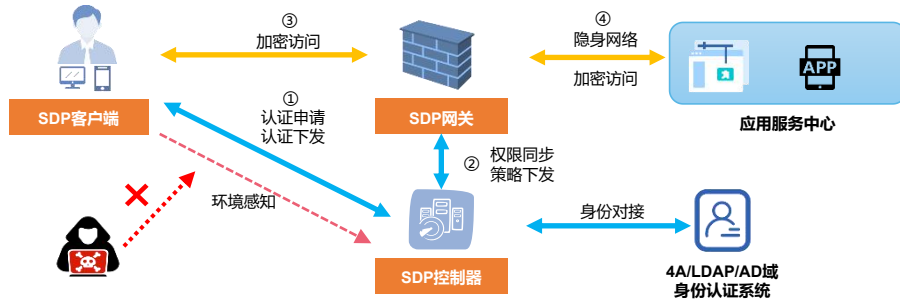 ③
加密访问
④
隐身网络
加密访问
APP
SDP客户端
SDP网关
应用服务中心
①
认证申请
认证下发
②
权限同步
策略下发
环境感知
身份对接
SDP控制器
4A/LDAP/AD域
身份认证系统